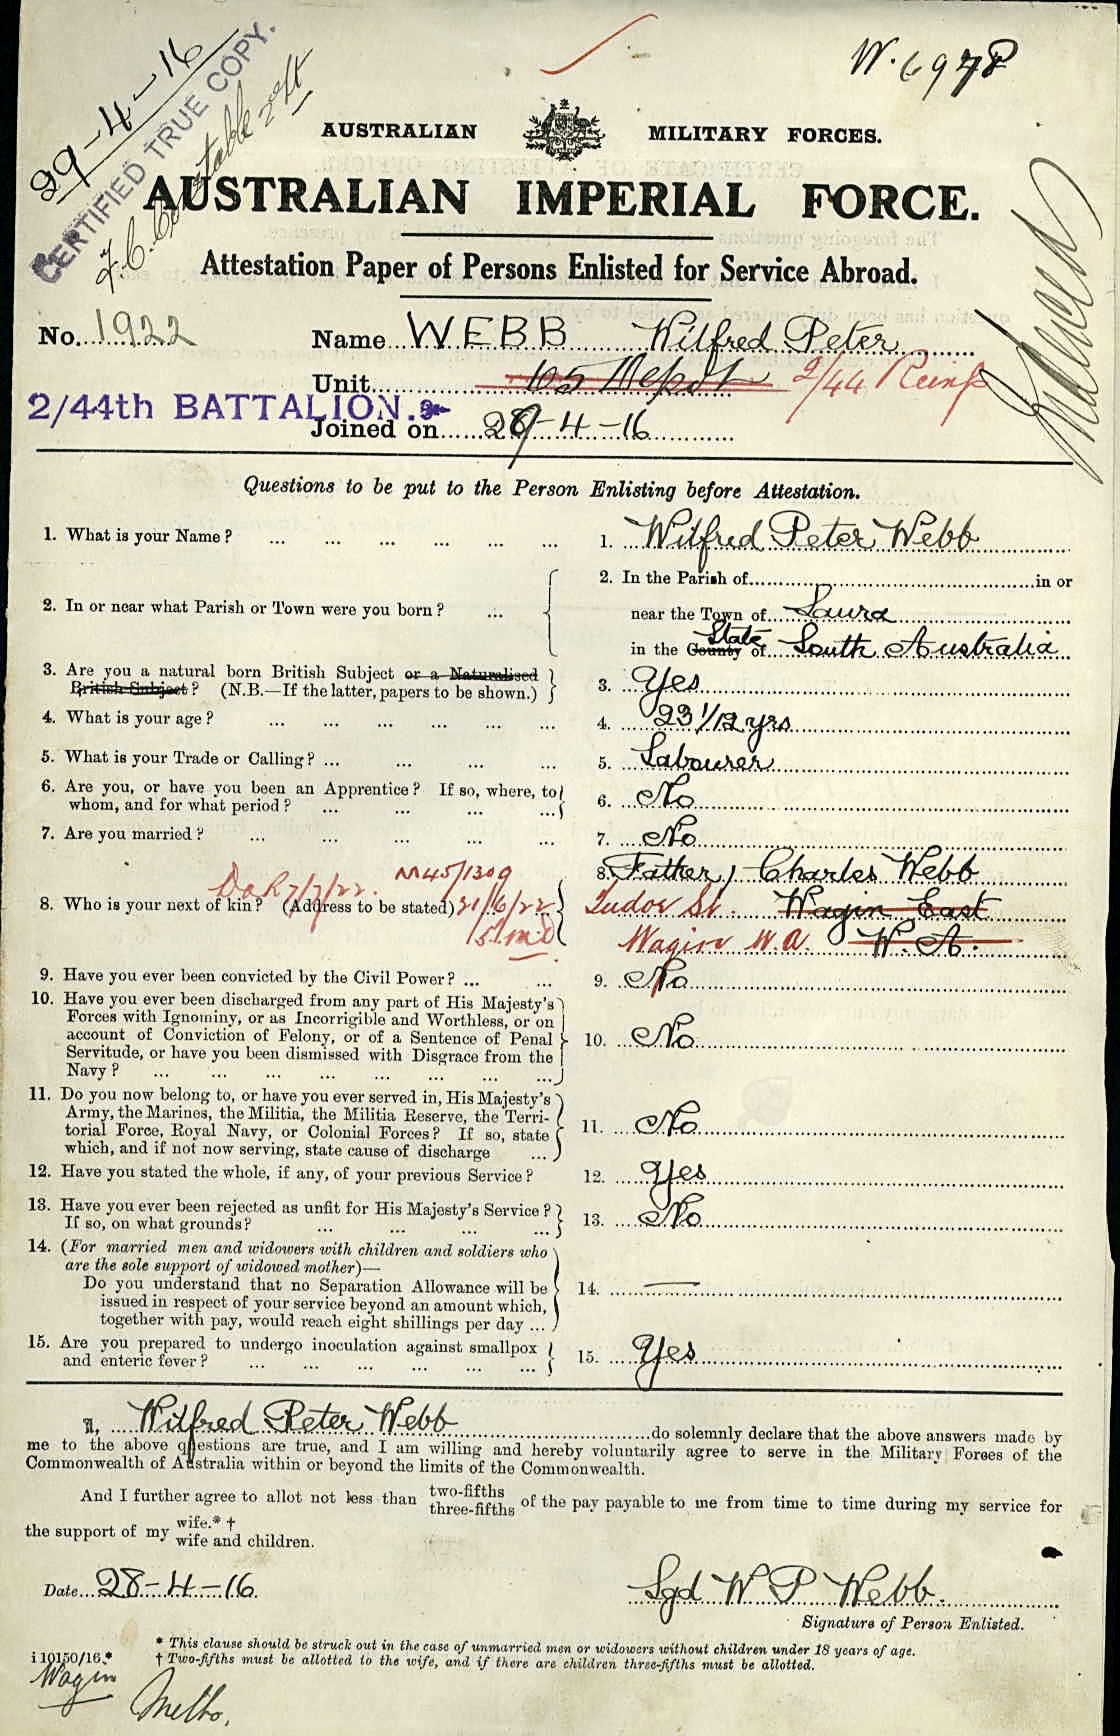 29-4-16
CERTIFIED TRUE COPY.
2nd Lt
W.6978
AUSTRALIAN MILITARY FORCES.
AUSTRALIAN IMPERIAL FORCE.
Attestation Paper of Persons Enlisted for Service Abroad.
No. 1922 Name WEBB Wilfred Peter
Unit 105 Depot 2/44 Reinfs
2/44th BATTALION.
Joined on 29-4-16
Questions to be put to the Person Enlisting before Attestation.
1. What is your Name? ... ... ... ... ... ... 1. Wilfred Peter Webb
2. In or near what Parish or Town were you born? ... 2. In the Parish of in or
near the Town of Laura
in the County State of South Australia
3. Are you a natural born British Subject or a Naturalised
British Subject? (N.B.—If the latter, papers to be shown.) 3. Yes
4. What is your age? ... ... ... ... ... ... 4. 23 1/12 yrs
5. What is your Trade or Calling? ... ... ... ... 5. Labourer
6. Are you, or have you been an Apprentice? If so, where, to
whom, and for what period? ... ... ... ... 6. No
7. Are you married? ... ... ... ... ... 7. No
M45/1309
8. Father, Charles Webb
8. Who is your next of kin? (Address to be stated) 21/6/22 Tudor St. Wagin East
Wagin W.A. W.A.
9. Have you ever been convicted by the Civil Power? ... ... 9. No
10. Have you ever been discharged from any part of His Majesty's
Forces with Ignominy, or as Incorrigible and Worthless, or on
account of Conviction of Felony, or of a Sentence of Penal
Servitude, or have you been dismissed with Disgrace from the
Navy? ... ... ... ... ... ... ... ... 10. No
11. Do you now belong to, or have you ever served in, His Majesty's
Army, the Marines, the Militia, the Militia Reserve, the Terri-
torial Force, Royal Navy, or Colonial Forces? If so, state
which, and if not now serving, state cause of discharge ... 11. No
12. Have you stated the whole, if any, of your previous Service? 12. Yes
13. Have you ever been rejected as unfit for His Majesty's Service?
If so, on what grounds? ... ... ... ... 13. No
14. (For married men and widowers with children and soldiers who
are the sole support of widowed mother)—
Do you understand that no Separation Allowance will be
issued in respect of your service beyond an amount which,
together with pay, would reach eight shillings per day ... 14. —
15. Are you prepared to undergo inoculation against smallpox
and enteric fever? ... ... ... ... ... ... 15. Yes
I, Wilfred Peter Webb do solemnly declare that the above answers made by
me to the above questions are true, and I am willing and hereby voluntarily agree to serve in the Military Forces of the
Commonwealth of Australia within or beyond the limits of the Commonwealth.
And I further agree to allot not less than two-fifths three-fifths of the pay payable to me from time to time during my service for
the support of my wife.* † wife and children.
Date 28-4-16. Sgd W P Webb.
Signature of Person Enlisted.
* This clause should be struck out in the case of unmarried men or widowers without children under 18 years of age.
i 10150/16.* † Two-fifths must be allotted to the wife, and if there are children three-fifths must be allotted.
Wagin
Melb.